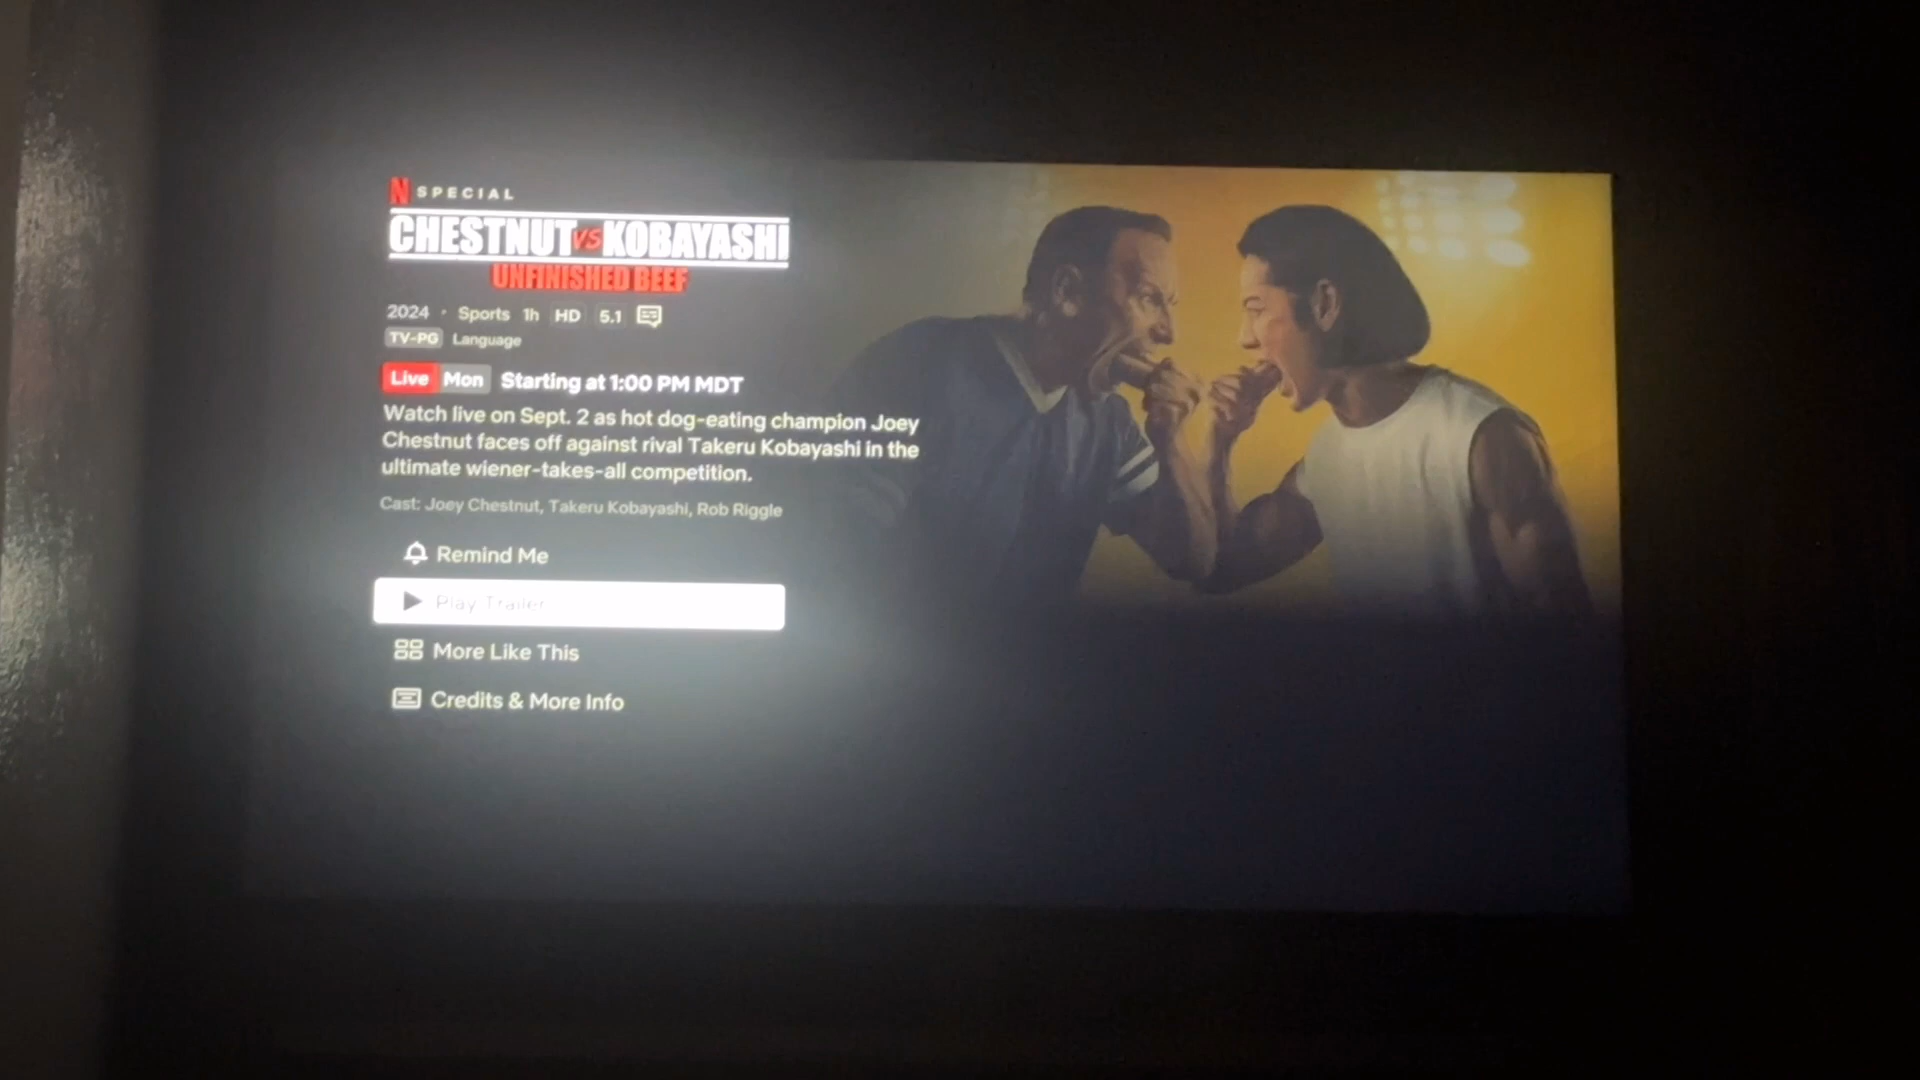 N SPECIAL
CHESTNUT VS KOBAYASHI
UNFINISHED BEEF
2024 · Sports 1h HD 5.1
TV-PG Language
Live Mon Starting at 1:00 PM MDT
Watch live on Sept. 2 as hot dog-eating champion Joey
Chestnut faces off against rival Takeru Kobayashi in the
ultimate wiener-takes-all competition.
Cast: Joey Chestnut, Takeru Kobayashi, Rob Riggle
Remind Me
Play Trailer
More Like This
Credits & More Info